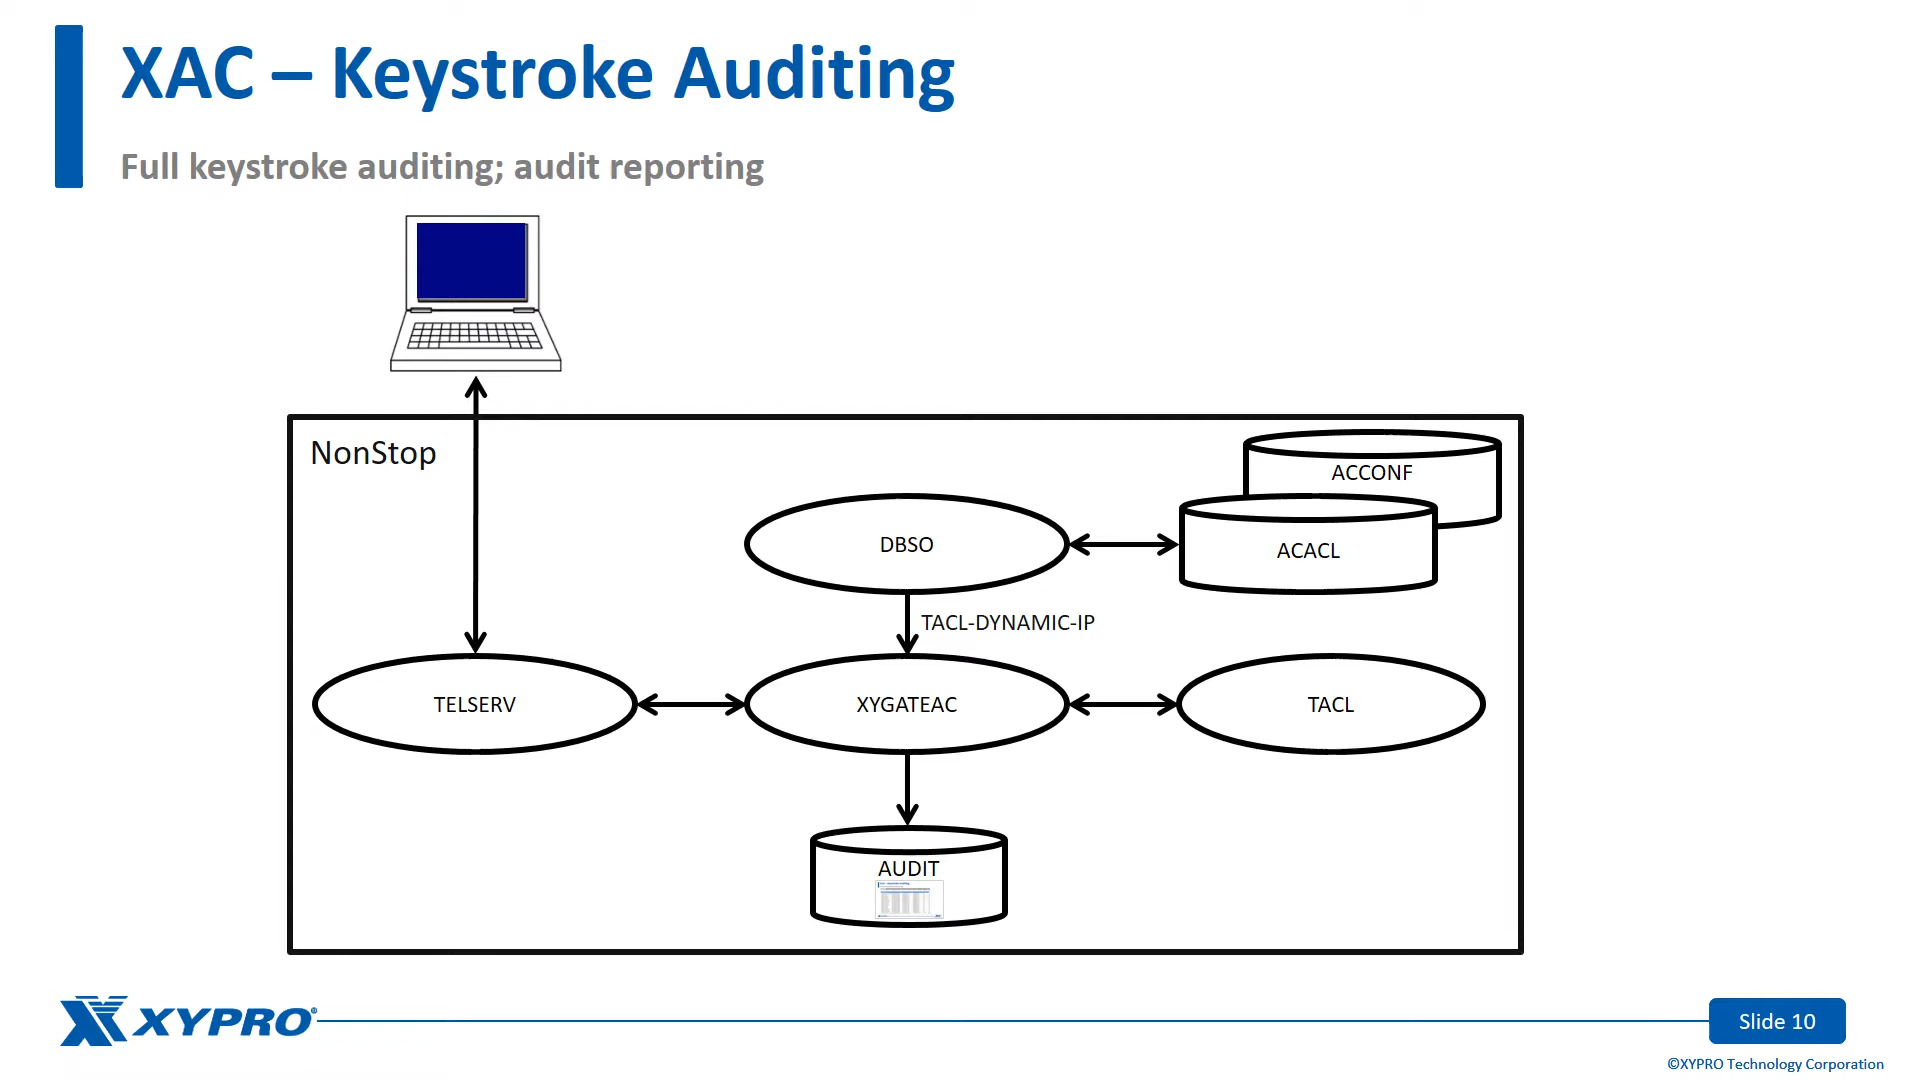 XAC – Keystroke Auditing
Full keystroke auditing; audit reporting
NonStop
ACCONF
ACACL
DBSO
TACL-DYNAMIC-IP
TELSERV
XYGATEAC
TACL
AUDIT
XYPRO®
Slide 10
©XYPRO Technology Corporation